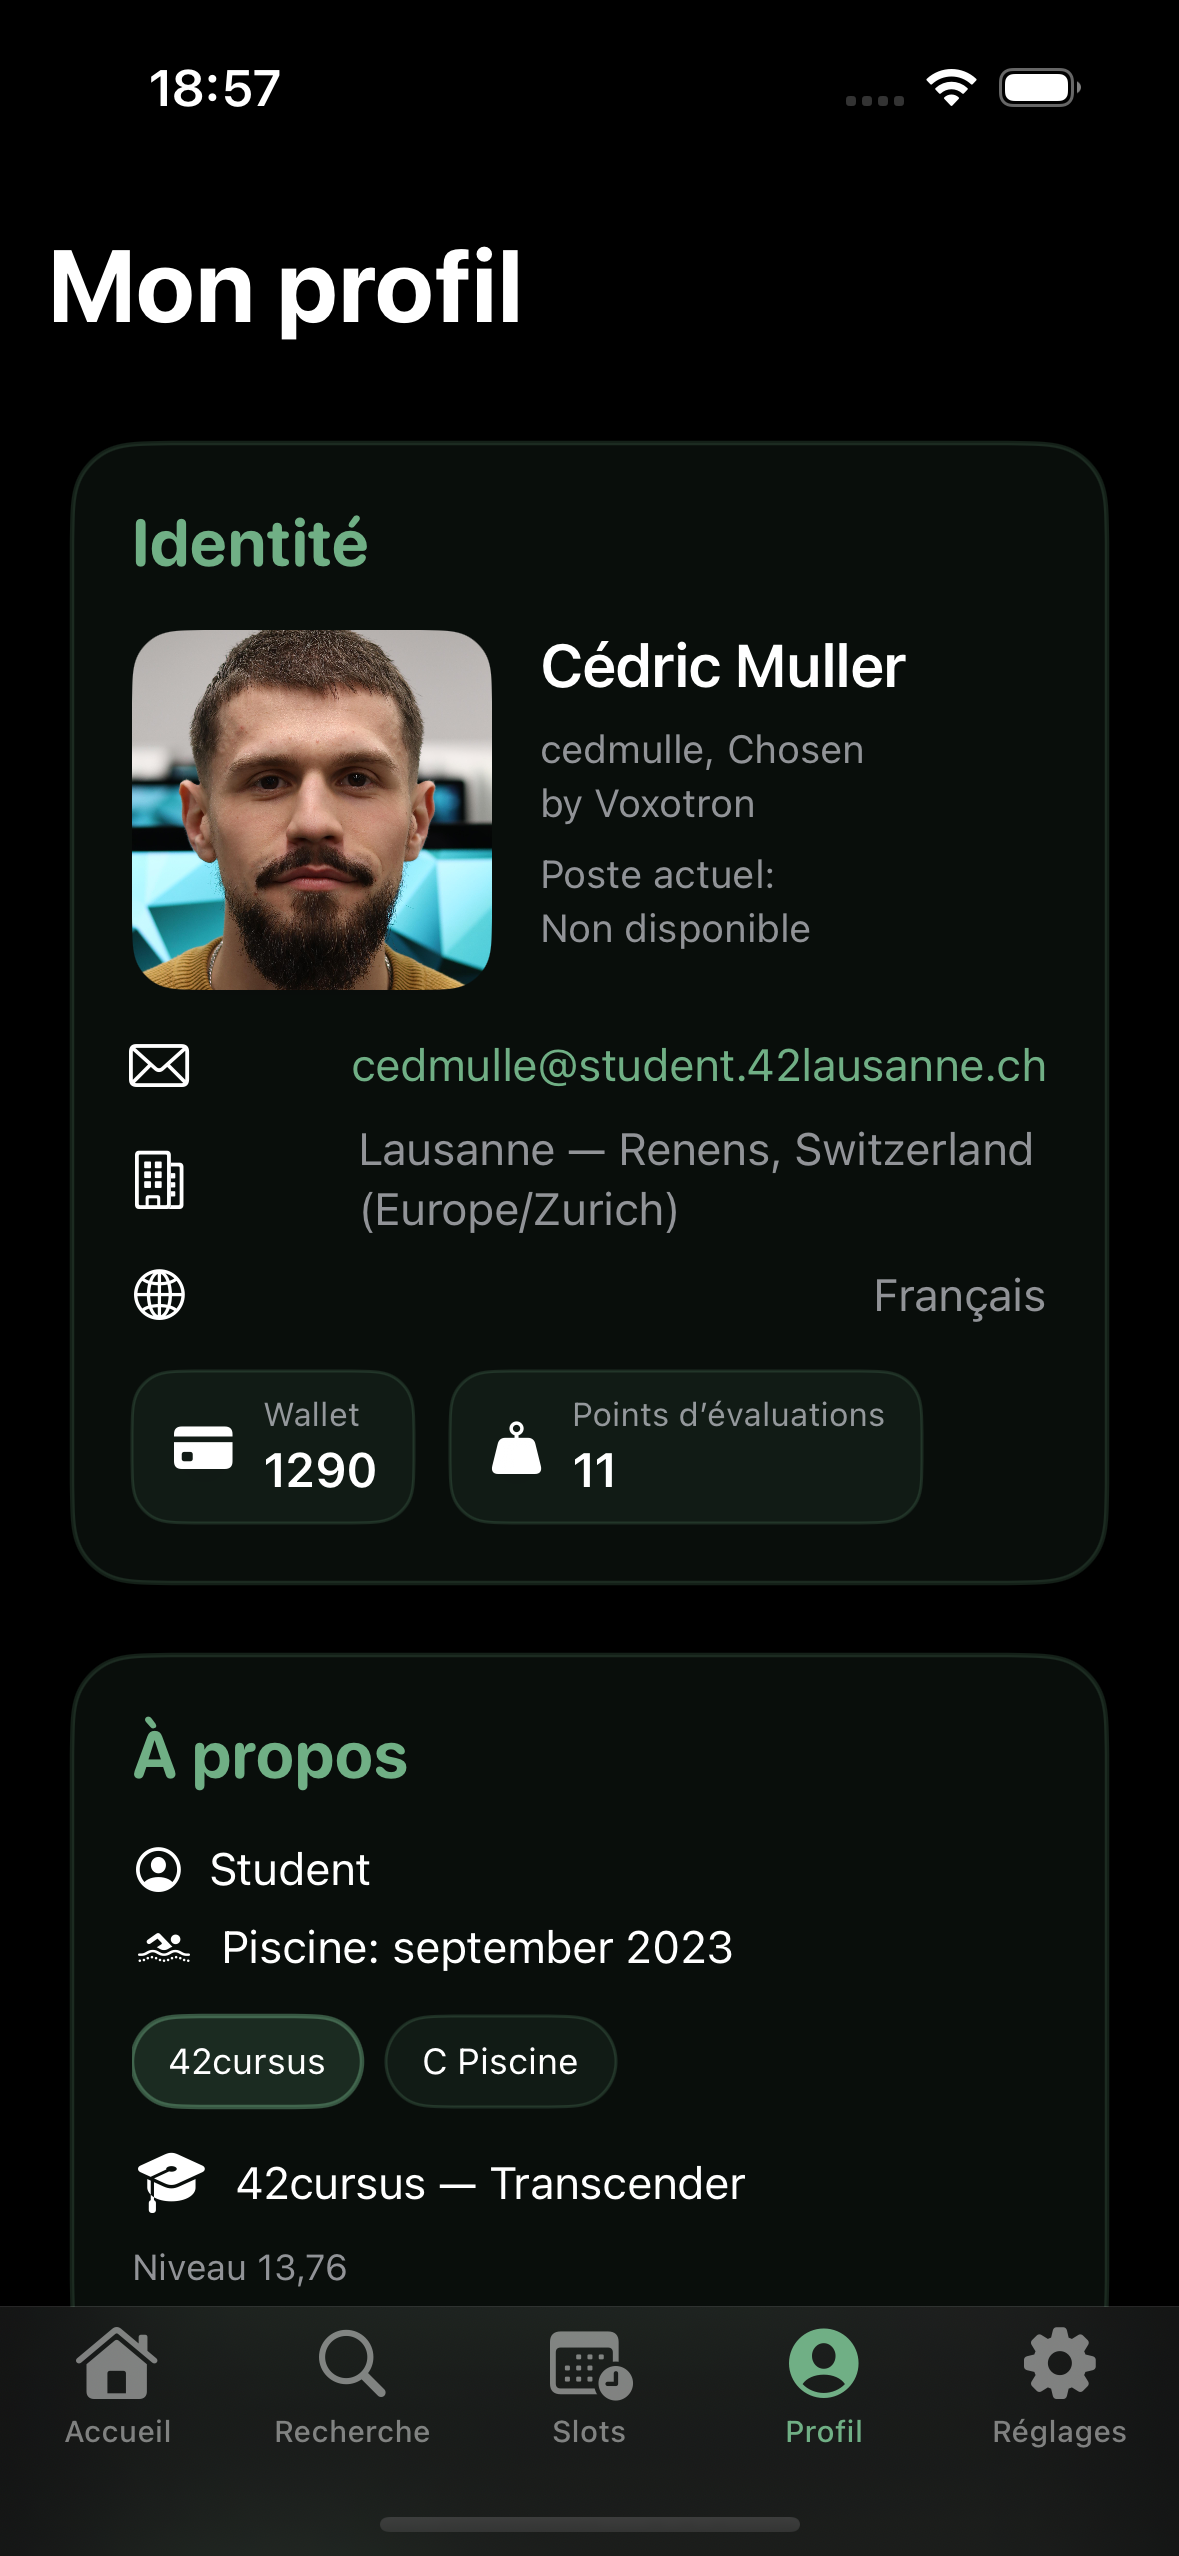 18:57
Mon profil
Identité
Cédric Muller
cedmulle, Chosen
by Voxotron
Poste actuel:
Non disponible
cedmulle@student.42lausanne.ch
Lausanne — Renens, Switzerland
(Europe/Zurich)
Français
Wallet
1290
Points d’évaluations
11
À propos
Student
Piscine: september 2023
42cursus
C Piscine
42cursus — Transcender
Niveau 13,76
Accueil
Recherche
Slots
Profil
Réglages